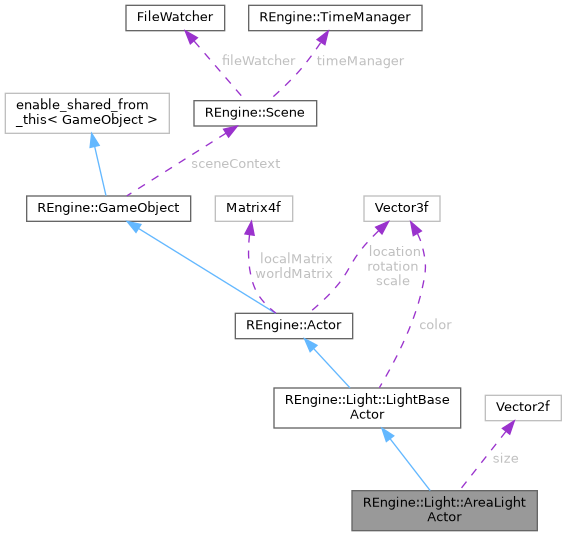 FileWatcher
REngine::TimeManager
fileWatcher
timeManager
enable_shared_from
_this< GameObject >
REngine::Scene
sceneContext
REngine::GameObject
Matrix4f
Vector3f
localMatrix
worldMatrix
location
rotation
scale
REngine::Actor
color
REngine::Light::LightBase
Actor
Vector2f
size
REngine::Light::AreaLight
Actor